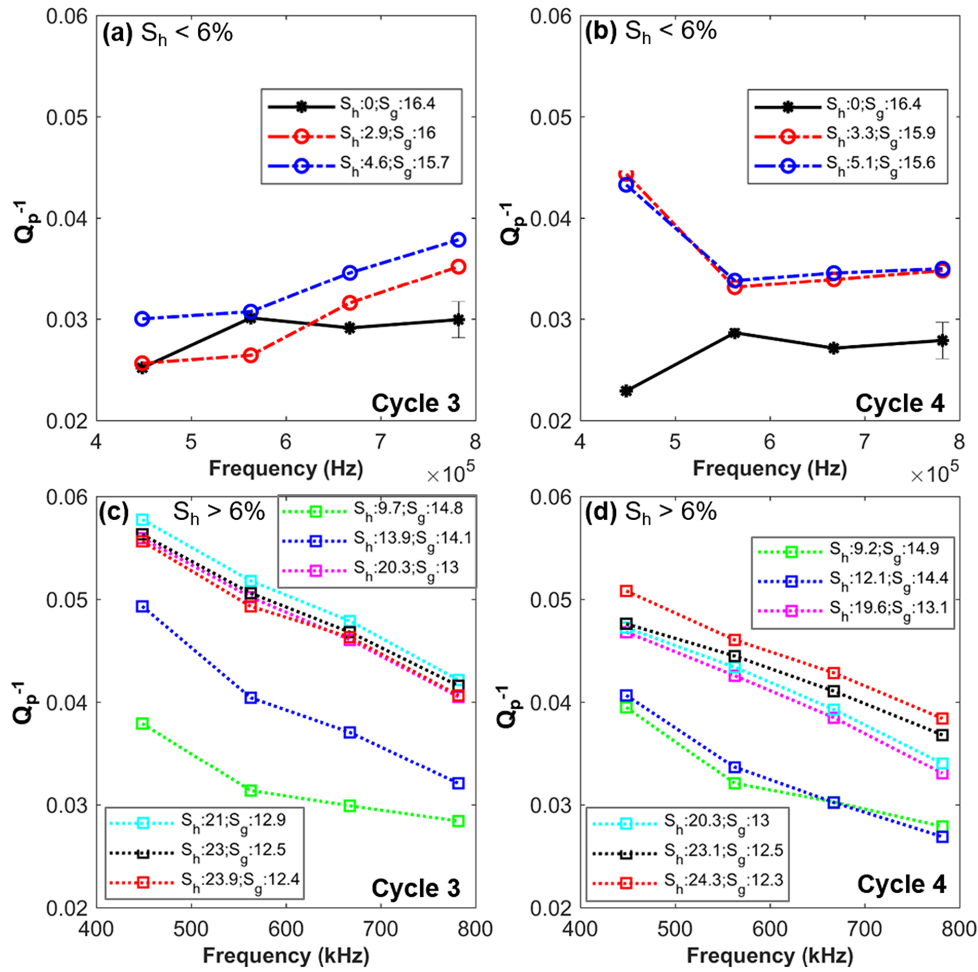 (a) Sh < 6%
0.06
0.05
0.04
0.03
0.02
Qp-1
Sh:0;Sg:16.4
Sh:2.9;Sg:16
Sh:4.6;Sg:15.7
Cycle 3
4 5 6 7 8
Frequency (Hz)
×10^5
(b) Sh < 6%
0.06
0.05
0.04
0.03
0.02
Qp-1
Sh:0;Sg:16.4
Sh:3.3;Sg:15.9
Sh:5.1;Sg:15.6
Cycle 4
4 5 6 7 8
Frequency (Hz)
×10^5
(c) Sh > 6%
0.06
0.05
0.04
0.03
0.02
Qp-1
Sh:9.7;Sg:14.8
Sh:13.9;Sg:14.1
Sh:20.3;Sg:13
Sh:21;Sg:12.9
Sh:23;Sg:12.5
Sh:23.9;Sg:12.4
Cycle 3
400 500 600 700 800
Frequency (kHz)
(d) Sh > 6%
0.06
0.05
0.04
0.03
0.02
Qp-1
Sh:9.2;Sg:14.9
Sh:12.1;Sg:14.4
Sh:19.6;Sg:13.1
Sh:20.3;Sg:13
Sh:23.1;Sg:12.5
Sh:24.3;Sg:12.3
Cycle 4
400 500 600 700 800
Frequency (kHz)